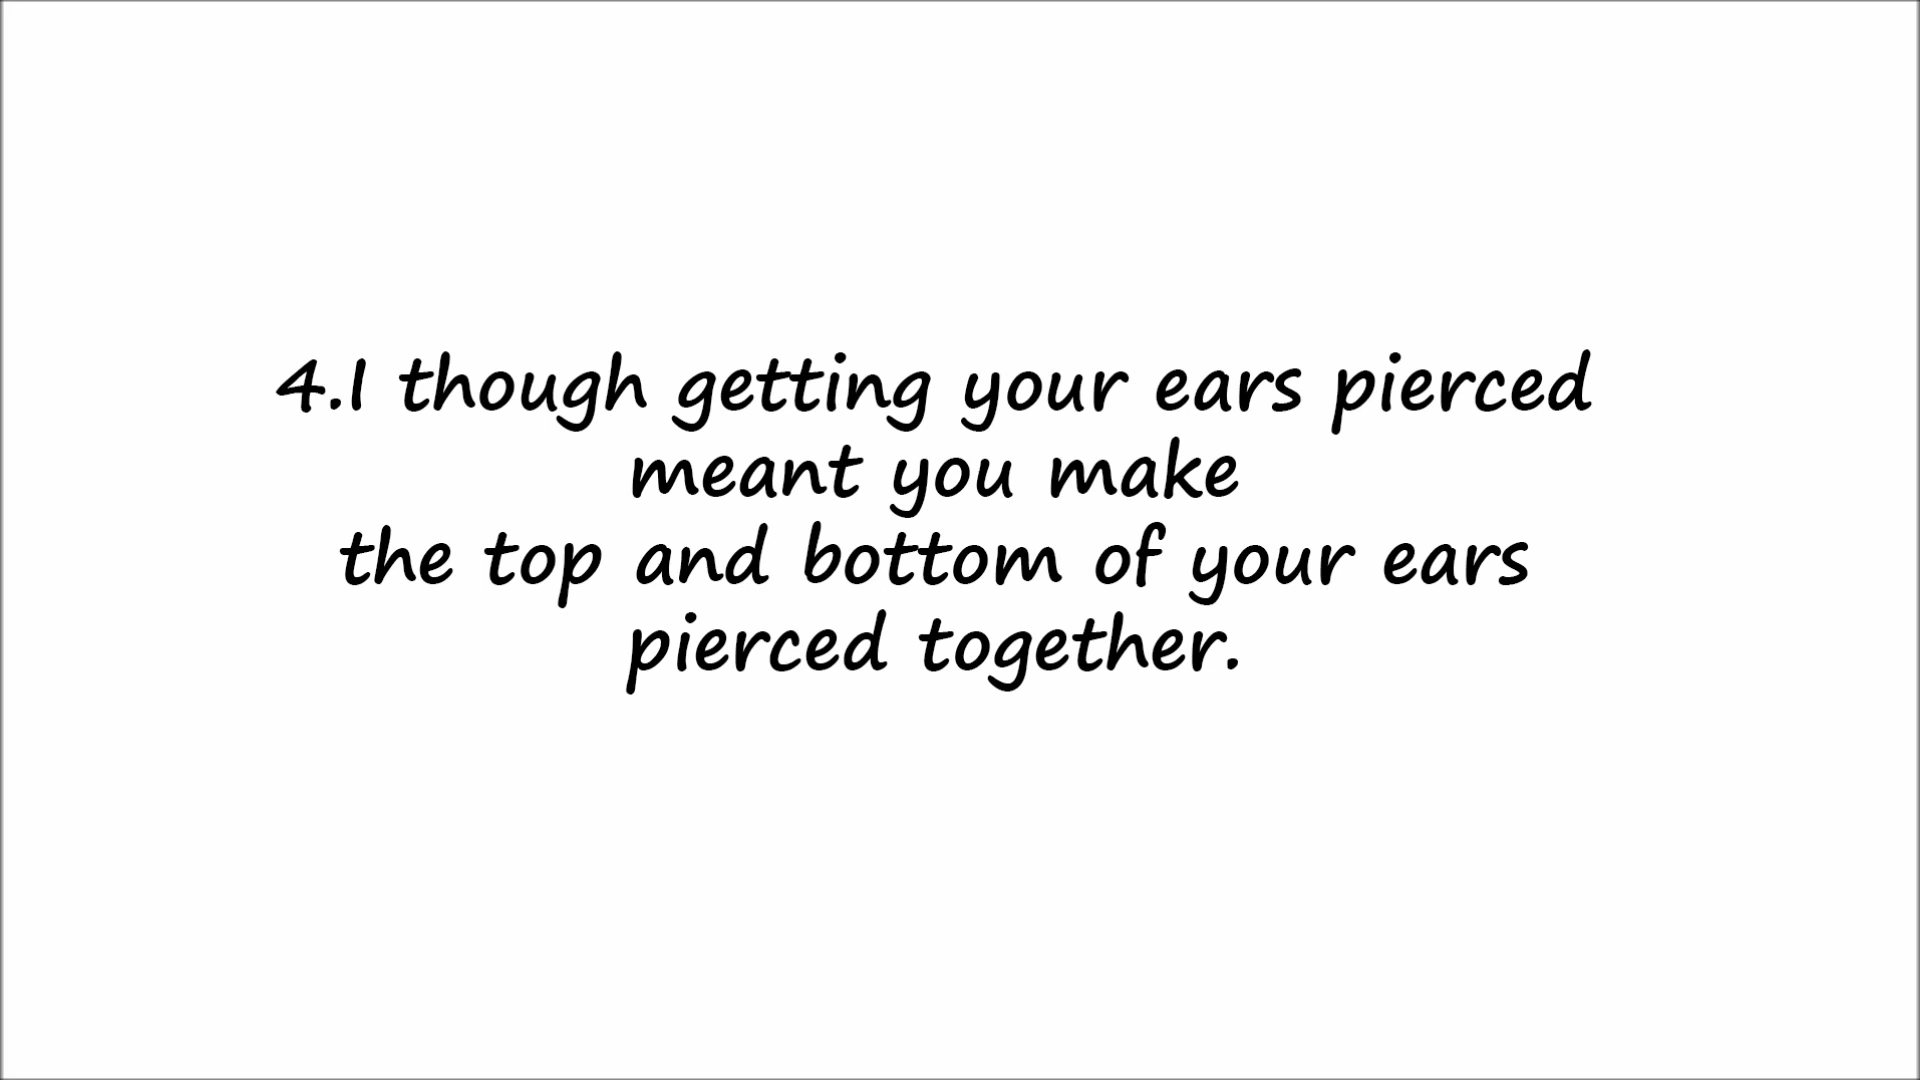 4.I though getting your ears pierced
meant you make
the top and bottom of your ears
pierced together.